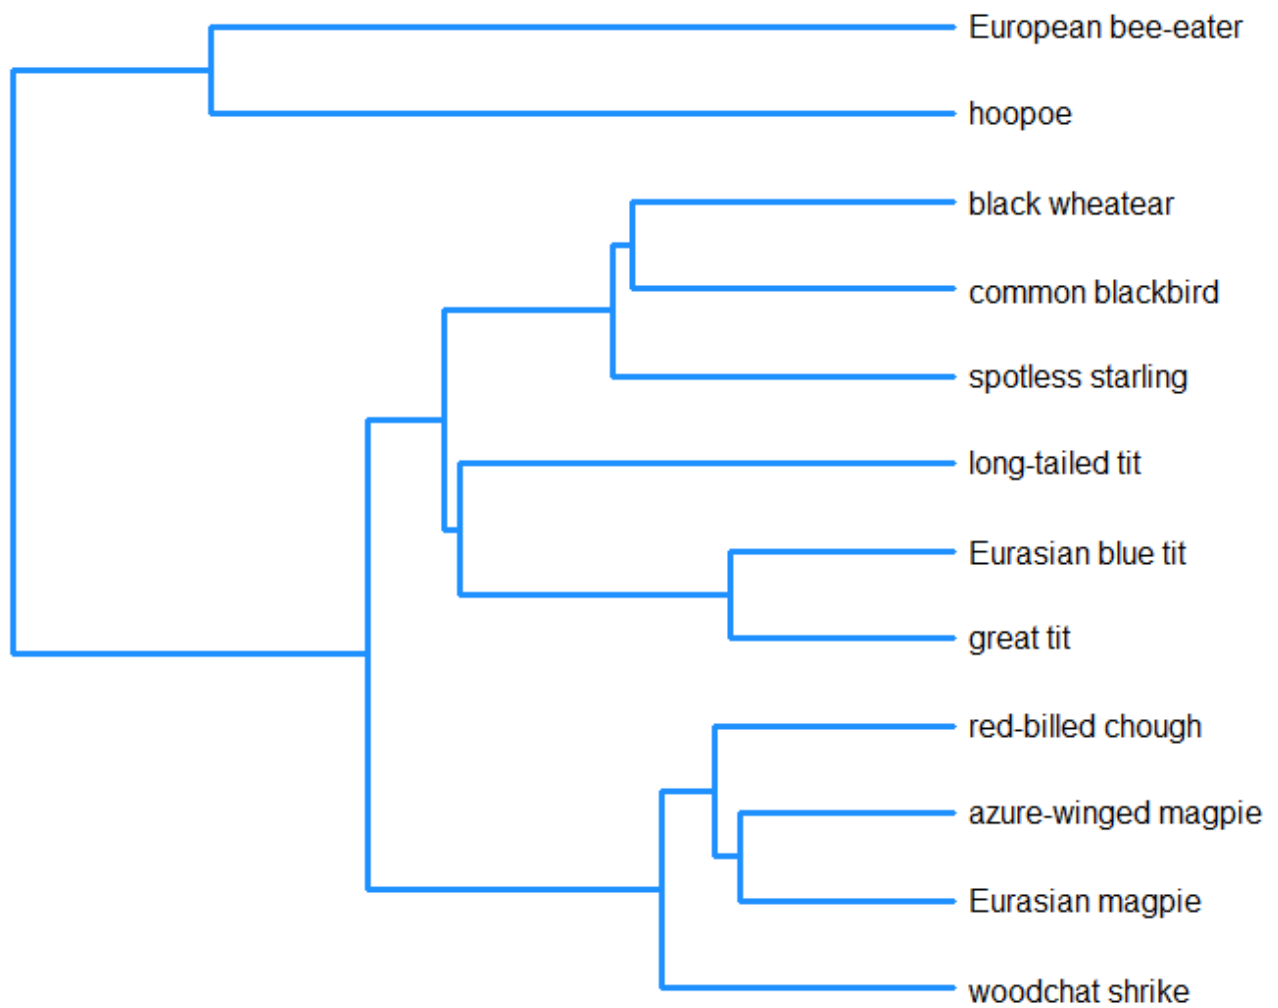 European bee-eater
hoopoe
black wheatear
common blackbird
spotless starling
long-tailed tit
Eurasian blue tit
great tit
red-billed chough
azure-winged magpie
Eurasian magpie
woodchat shrike